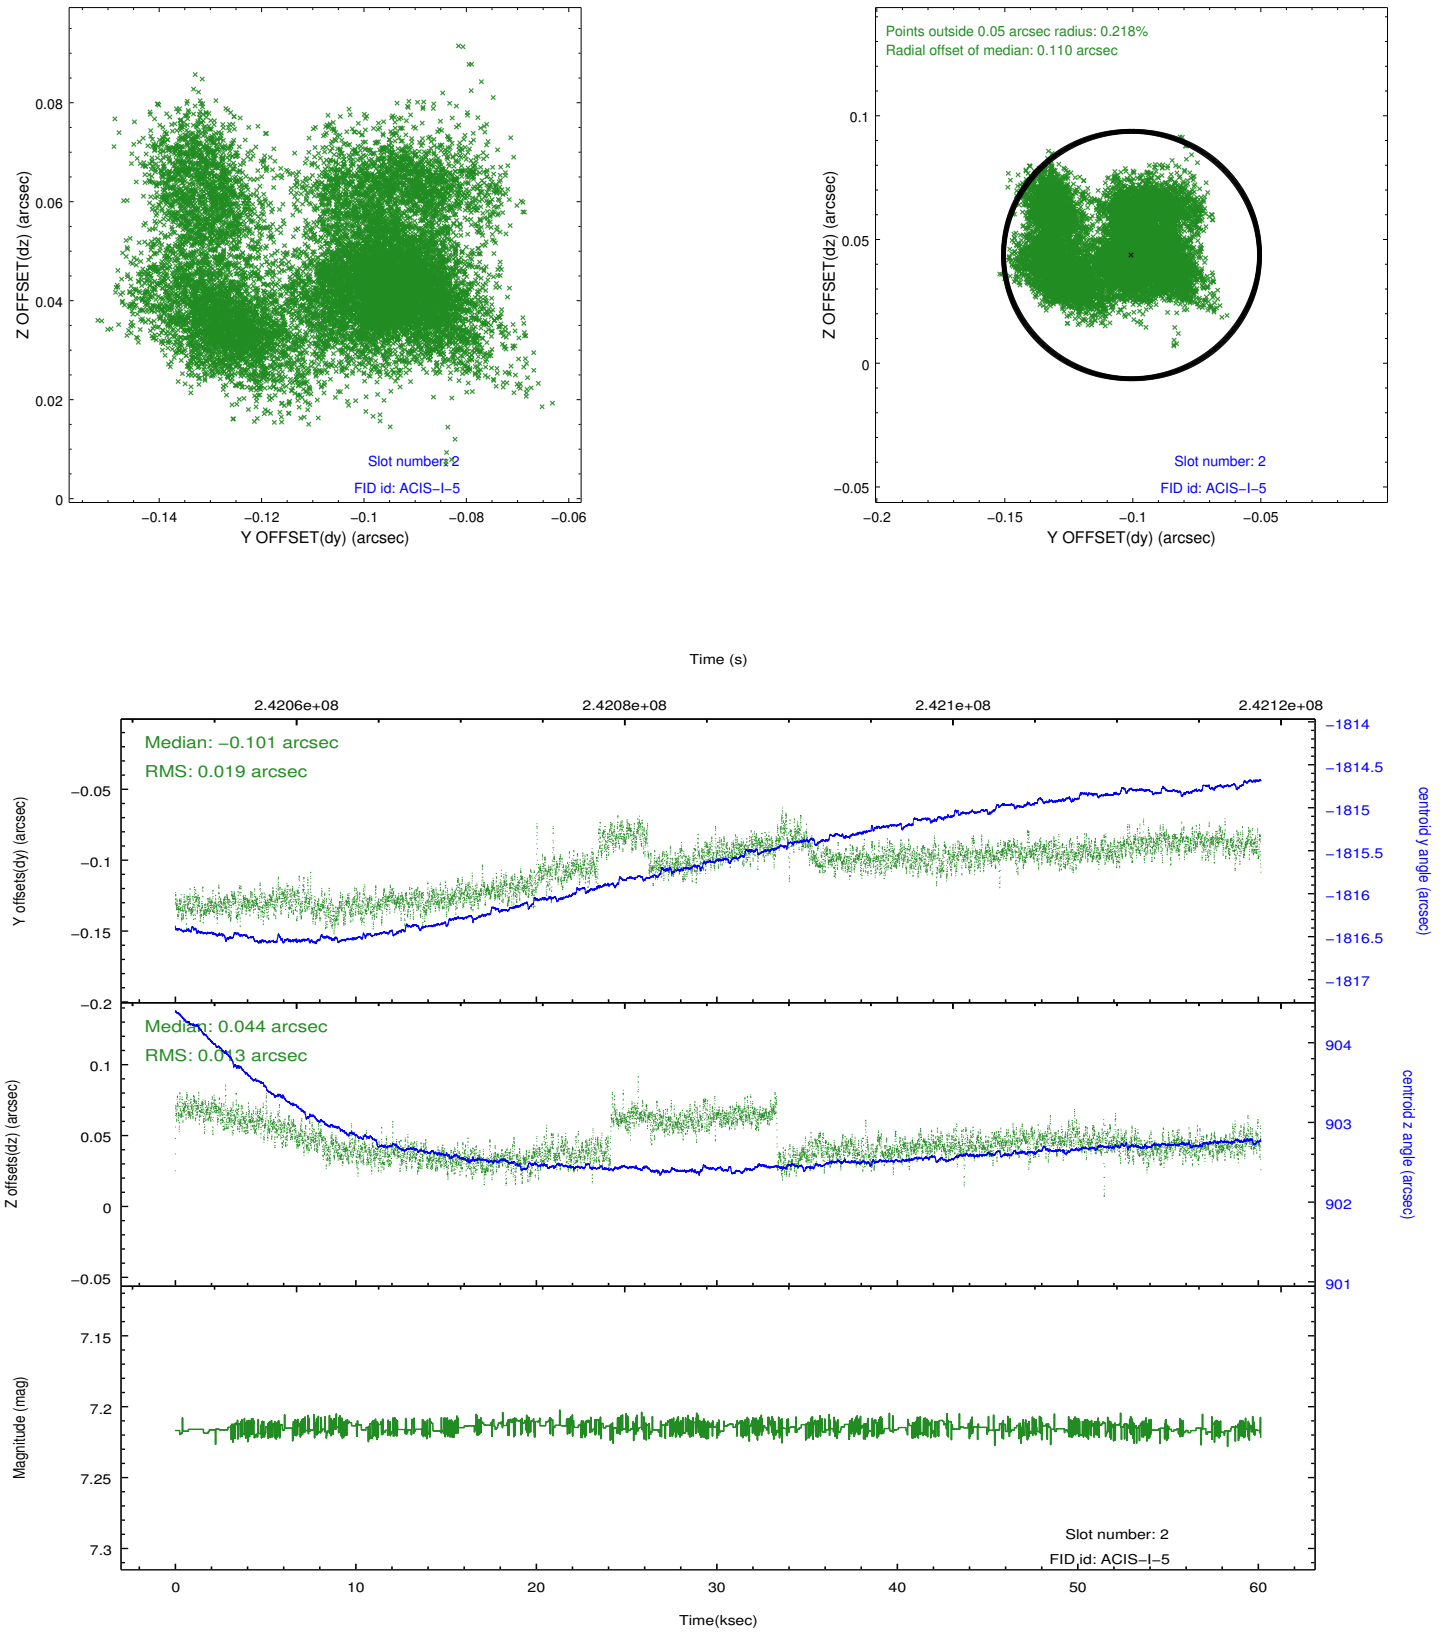 0.08
0.06
0.04
0.02
0
−0.14
−0.12
−0.1
−0.08
−0.06
Z OFFSET(dz) (arcsec)
Y OFFSET(dy) (arcsec)
Slot number: 2
FID id: ACIS−I−5
Points outside 0.05 arcsec radius: 0.218%
Radial offset of median: 0.110 arcsec
0.1
0.05
0
−0.05
−0.2
−0.15
−0.1
−0.05
Z OFFSET(dz) (arcsec)
Y OFFSET(dy) (arcsec)
Slot number: 2
FID id: ACIS−I−5
Time (s)
2.4206e+08
2.4208e+08
2.421e+08
2.4212e+08
Median: −0.101 arcsec
RMS: 0.019 arcsec
−0.05
−0.1
−0.15
−0.2
Y offsets(dy) (arcsec)
−1814
−1814.5
−1815
−1815.5
−1816
−1816.5
−1817
centroid y angle (arcsec)
Median: 0.044 arcsec
RMS: 0.013 arcsec
0.1
0.05
0
−0.05
Z offsets(dz) (arcsec)
904
903
902
901
centroid z angle (arcsec)
7.15
7.2
7.25
7.3
Magnitude (mag)
Slot number: 2
FID id: ACIS−I−5
0
10
20
30
40
50
60
Time(ksec)